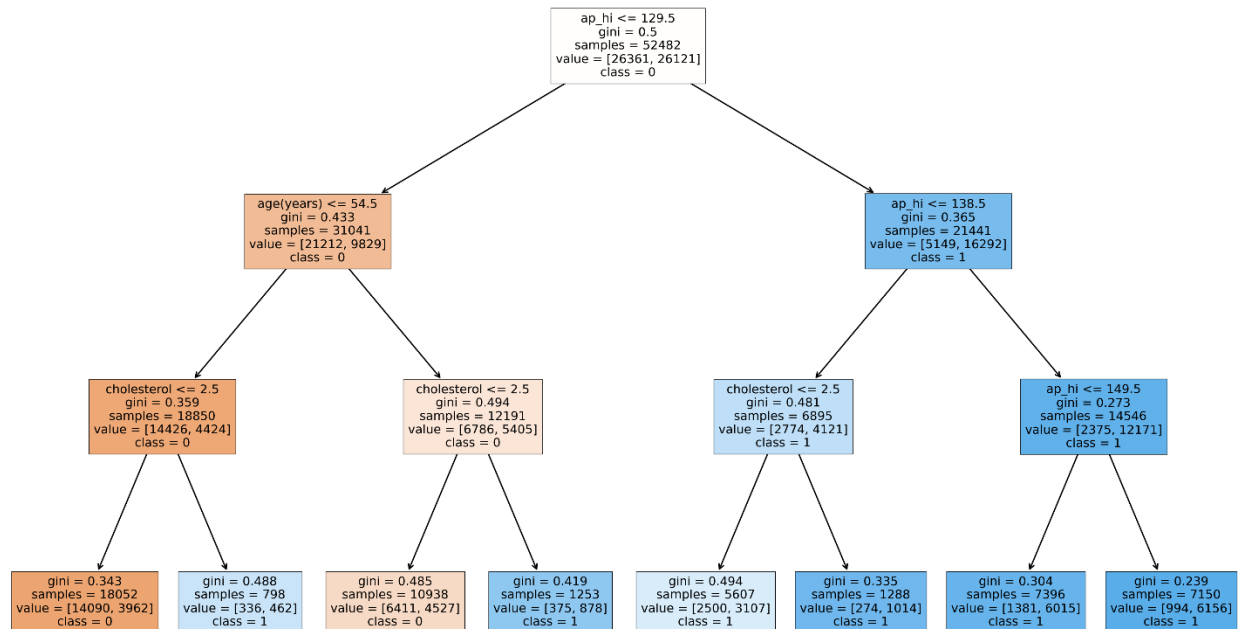 ap_hi <= 129.5
gini = 0.5
samples = 52482
value = [26361, 26121]
class = 0
age(years) <= 54.5
gini = 0.433
samples = 31041
value = [21212, 9829]
class = 0
ap_hi <= 138.5
gini = 0.365
samples = 21441
value = [5149, 16292]
class = 1
cholesterol <= 2.5
gini = 0.359
samples = 18850
value = [14426, 4424]
class = 0
cholesterol <= 2.5
gini = 0.494
samples = 12191
value = [6786, 5405]
class = 0
cholesterol <= 2.5
gini = 0.481
samples = 6895
value = [2774, 4121]
class = 1
ap_hi <= 149.5
gini = 0.273
samples = 14546
value = [2375, 12171]
class = 1
gini = 0.343
samples = 18052
value = [14090, 3962]
class = 0
gini = 0.488
samples = 798
value = [336, 462]
class = 1
gini = 0.485
samples = 10938
value = [6411, 4527]
class = 0
gini = 0.419
samples = 1253
value = [375, 878]
class = 1
gini = 0.494
samples = 5607
value = [2500, 3107]
class = 1
gini = 0.335
samples = 1288
value = [274, 1014]
class = 1
gini = 0.304
samples = 7396
value = [1381, 6015]
class = 1
gini = 0.239
samples = 7150
value = [994, 6156]
class = 1